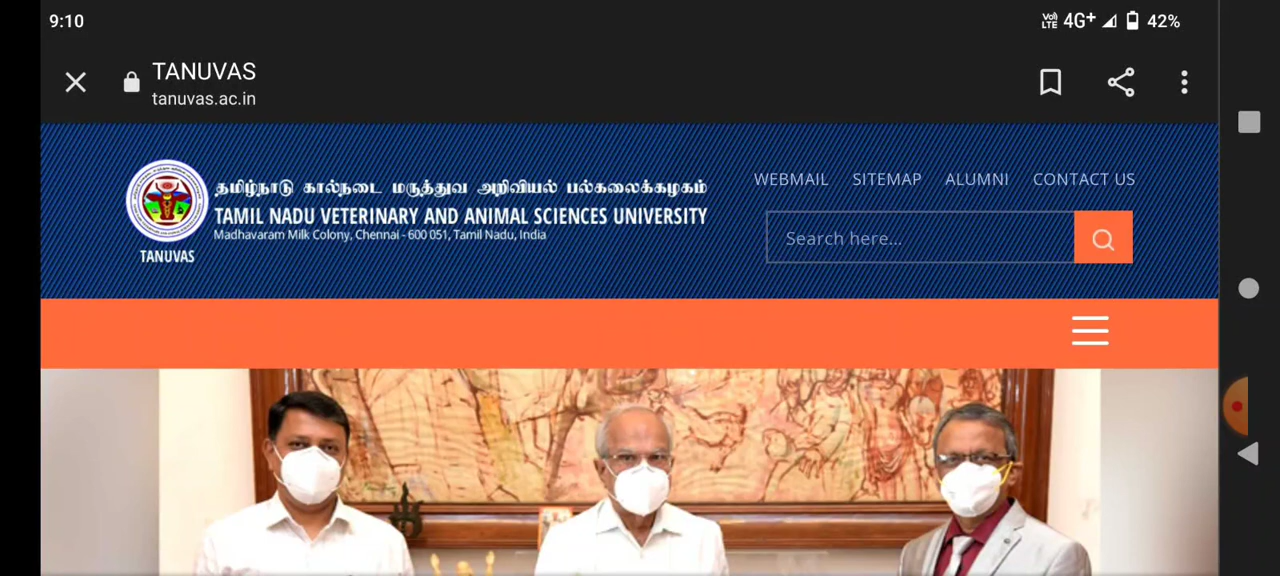 9:10
Vo) LTE 4G+ 42%
TANUVAS
tanuvas.ac.in
தமிழ்நாடு கால்நடை மருத்துவ அறிவியல் பல்கலைக்கழகம்
TAMIL NADU VETERINARY AND ANIMAL SCIENCES UNIVERSITY
Madhavaram Milk Colony, Chennai - 600 051, Tamil Nadu, India
TANUVAS
WEBMAIL SITEMAP ALUMNI CONTACT US
Search here...